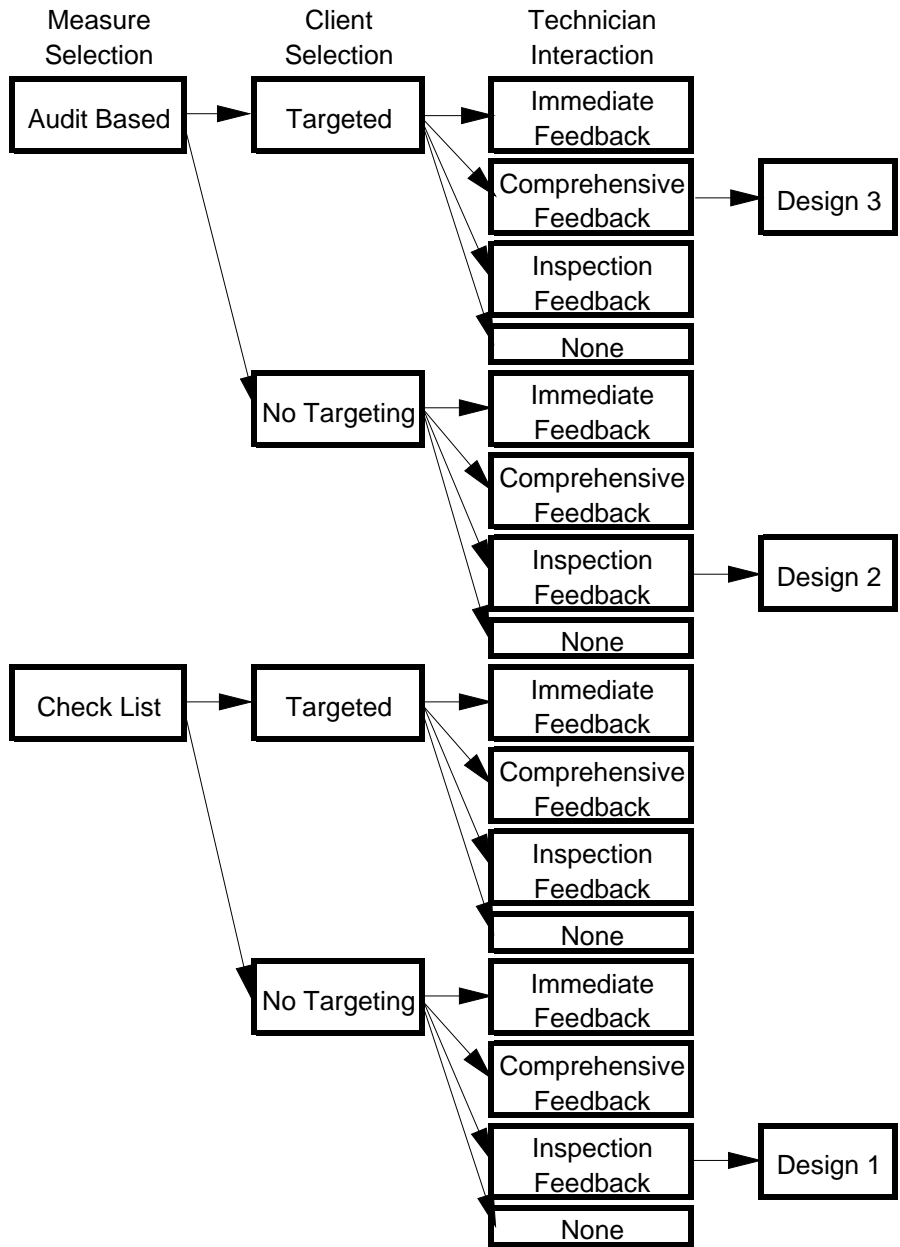 Measure
Selection
Client
Selection
Technician
Interaction
Audit Based
Targeted
Immediate
Feedback
Comprehensive
Feedback
Design 3
Inspection
Feedback
None
No Targeting
Immediate
Feedback
Comprehensive
Feedback
Inspection
Feedback
Design 2
None
Check List
Targeted
Immediate
Feedback
Comprehensive
Feedback
Inspection
Feedback
None
No Targeting
Immediate
Feedback
Comprehensive
Feedback
Inspection
Feedback
Design 1
None